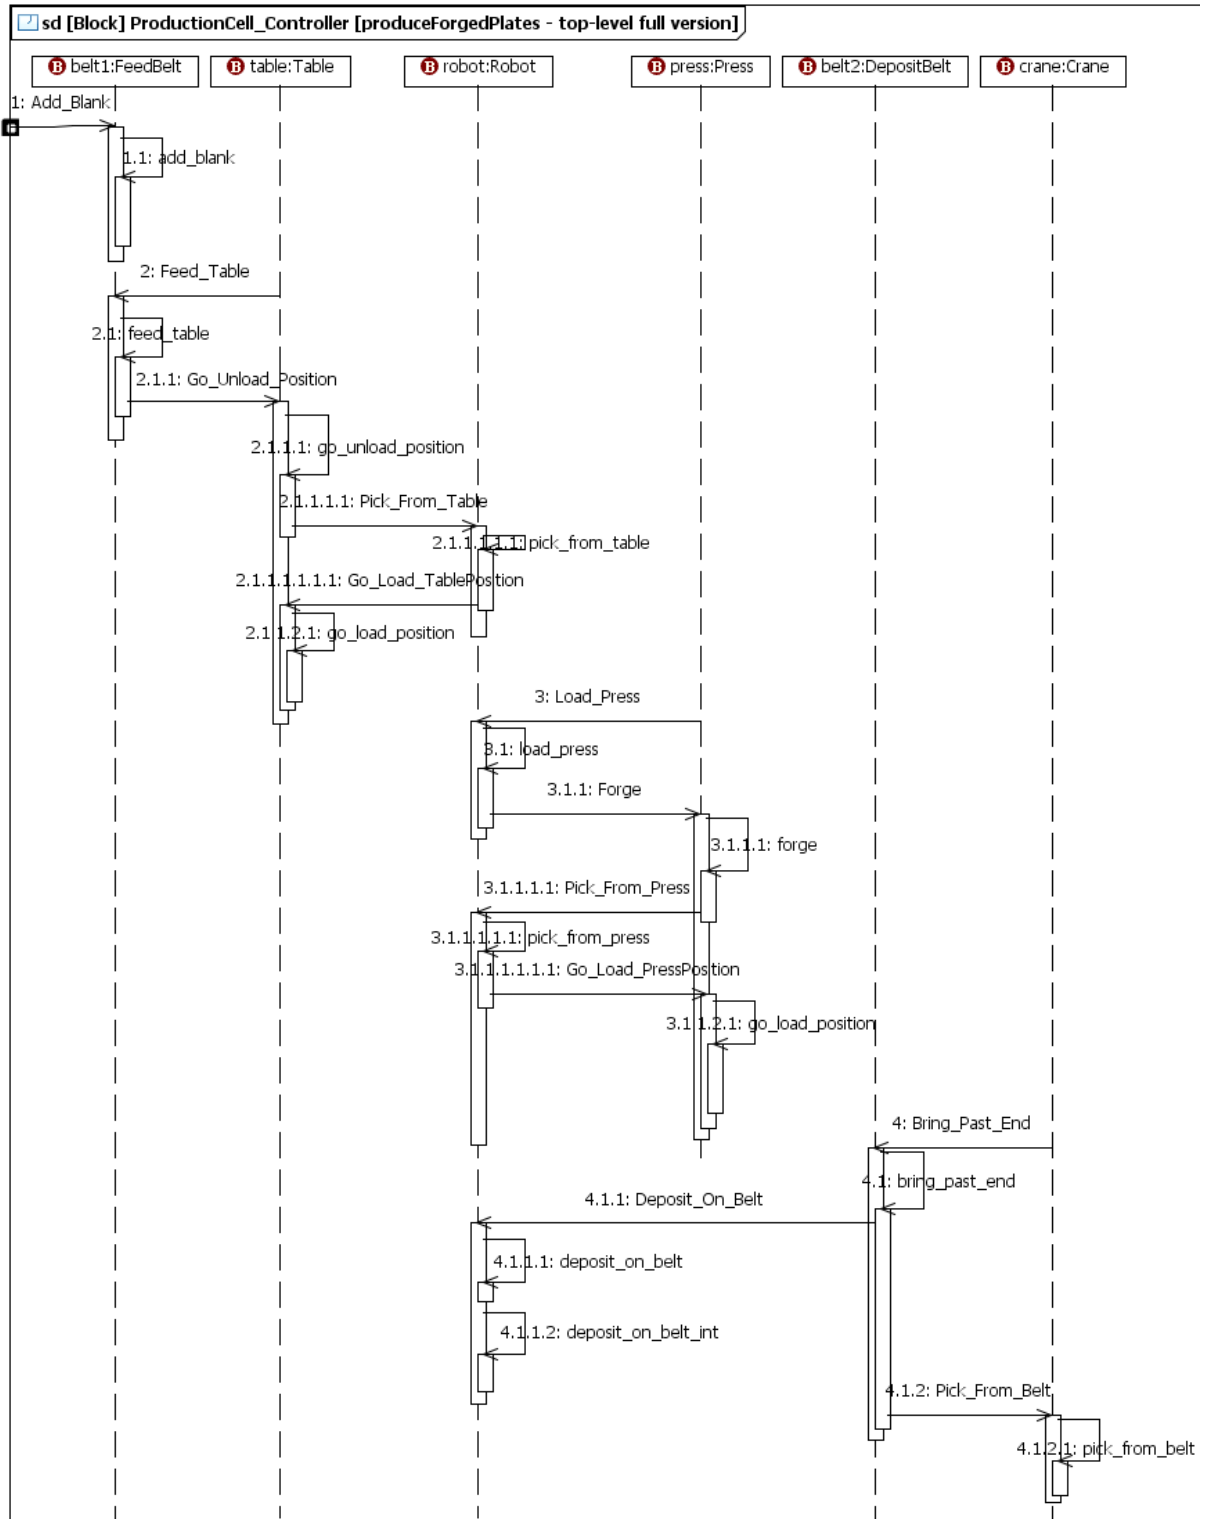 sd [Block] ProductionCell_Controller [produceForgedPlates - top-level full version]
B belt1:FeedBelt
B table:Table
B robot:Robot
B press:Press
B belt2:DepositBelt
B crane:Crane
1: Add_Blank
1.1: add_blank
2: Feed_Table
2.1: feed_table
2.1.1: Go_Unload_Position
2.1.1.1: go_unload_position
2.1.1.1.1: Pick_From_Table
2.1.1.1.1.1: pick_from_table
2.1.1.1.1.1.1: Go_Load_TablePosition
2.1.1.2.1: go_load_position
3: Load_Press
3.1: load_press
3.1.1: Forge
3.1.1.1: forge
3.1.1.1.1: Pick_From_Press
3.1.1.1.1.1: pick_from_press
3.1.1.1.1.1.1: Go_Load_PressPosition
3.1.1.2.1: go_load_position
4: Bring_Past_End
4.1: bring_past_end
4.1.1: Deposit_On_Belt
4.1.1.1: deposit_on_belt
4.1.1.2: deposit_on_belt_int
4.1.2: Pick_From_Belt
4.1.2.1: pick_from_belt